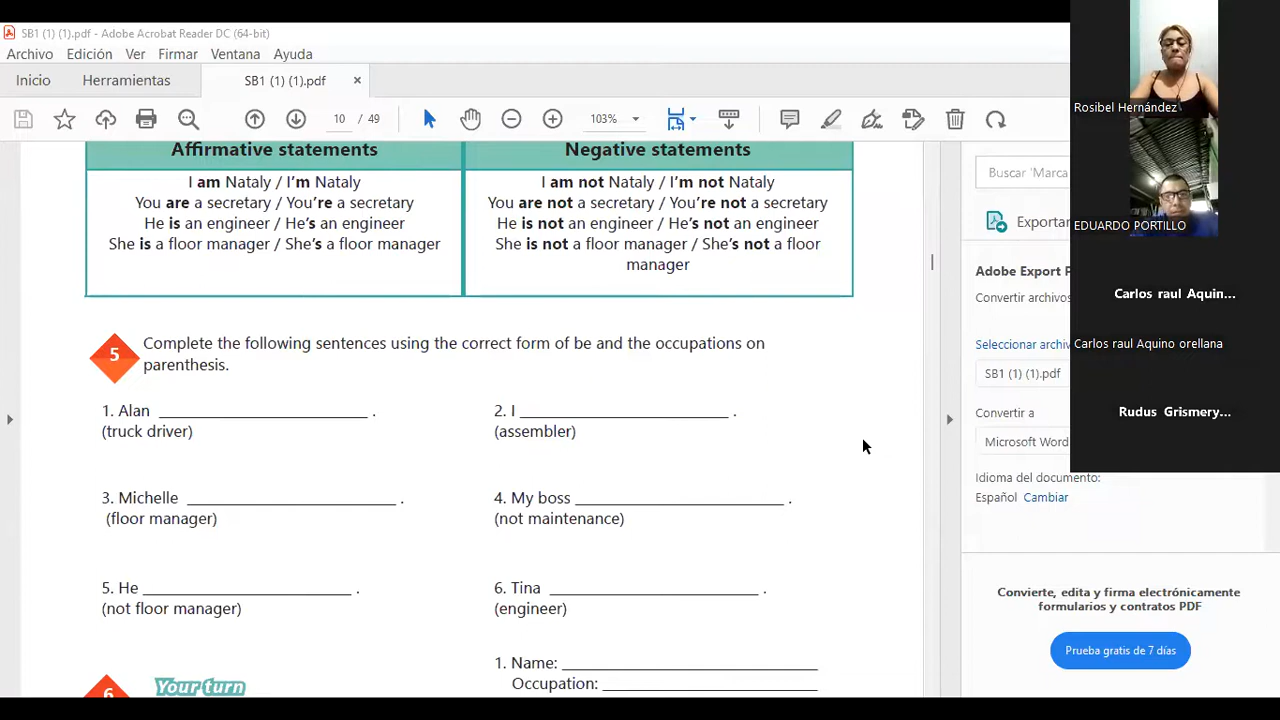 SB1 (1) (1).pdf - Adobe Acrobat Reader DC (64-bit)
Archivo Edición Ver Firmar Ventana Ayuda
Inicio Herramientas SB1 (1) (1).pdf ×
10 / 49 103%
Affirmative statements Negative statements
I am Nataly / I'm Nataly
You are a secretary / You're a secretary
He is an engineer / He's an engineer
She is a floor manager / She's a floor manager
I am not Nataly / I'm not Nataly
You are not a secretary / You're not a secretary
He is not an engineer / He's not an engineer
She is not a floor manager / She's not a floor
manager
5 Complete the following sentences using the correct form of be and the occupations on
parenthesis.
1. Alan ______________________ .
(truck driver)
2. I ______________________ .
(assembler)
3. Michelle ______________________ .
(floor manager)
4. My boss ______________________ .
(not maintenance)
5. He ______________________ .
(not floor manager)
6. Tina ______________________ .
(engineer)
6 Your turn
1. Name: ______________________
Occupation: ______________________
Buscar 'Marca
Exportar
Adobe Export P
Convertir archivos
Seleccionar archiv
SB1 (1) (1).pdf
Convertir a
Microsoft Word
Idioma del documento:
Español Cambiar
Convierte, edita y firma electrónicamente
formularios y contratos PDF
Prueba gratis de 7 días
Rosibel Hernández
EDUARDO PORTILLO
Carlos raul Aquin...
Carlos raul Aquino orellana
Rudus Grismery...